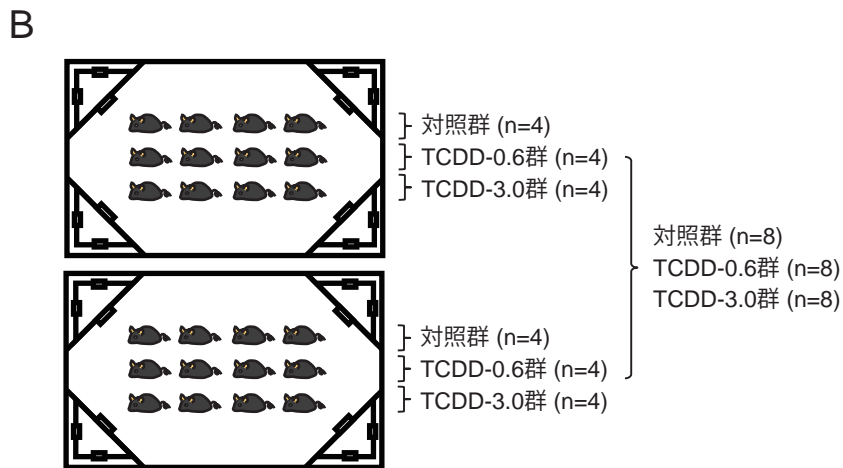 B
対照群 (n=4)
TCDD-0.6群 (n=4)
TCDD-3.0群 (n=4)
対照群 (n=8)
TCDD-0.6群 (n=8)
TCDD-3.0群 (n=8)
対照群 (n=4)
TCDD-0.6群 (n=4)
TCDD-3.0群 (n=4)